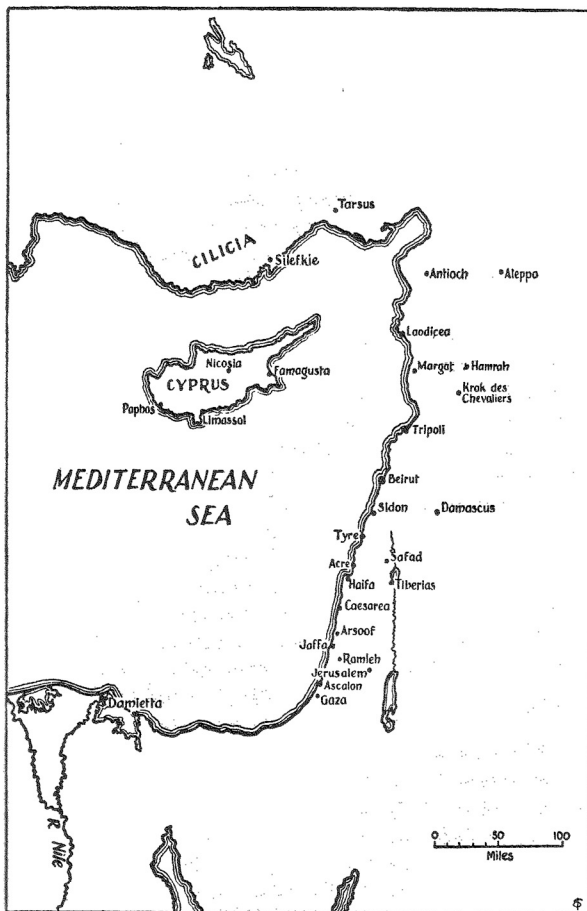 Tarsus
CILICIA
Silefkie
Antioch
Aleppo
Laodicea
Nicosia
CYPRUS
Famagusta
Margat
Hamrah
Krak des
Chevaliers
Paphos
Limassol
Tripoli
MEDITERRANEAN
SEA
Beirut
Sidon
Damascus
Tyre
Safad
Acre
Haifa
Tiberias
Caesarea
Arsoof
Jaffa
Ramleh
Jerusalem
Ascalon
Gaza
Damietta
R. Nile
0 50 100
Miles